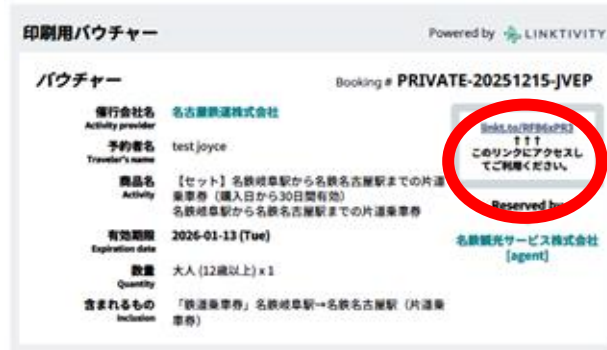 印刷用バウチャー
Powered by LINKTIVITY
バウチャー
Booking # PRIVATE-20251215-JVEP
催行会社名 名古屋鉄道株式会社
Activity provider
予約者名 test joyce
Traveler's name
商品名 【セット】名鉄岐阜駅から名鉄名古屋駅までの片道
Activity 乗車券（購入日から30日間有効）
名鉄岐阜駅から名鉄名古屋駅までの片道乗車券
有効期限 2026-01-13 (Tue)
Expiration date
数量 大人 (12歳以上) x 1
Quantity
含まれるもの 「鉄道乗車券」名鉄岐阜駅→名鉄名古屋駅（片道乗
Inclusion 車券）
linkt.to/RFB6xPR3
↑↑↑
このリンクにアクセスし
てご利用ください。
Reserved by
名鉄観光サービス株式会社
[agent]